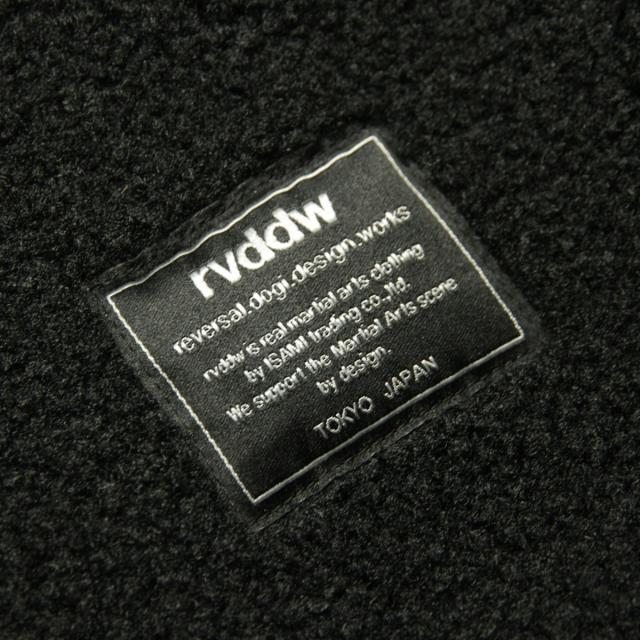 rvddw
reversal.dogi.design.works
rvddw is real martial arts clothing
by ISAMI Trading co.,ltd.
We support the Martial Arts scene
by design.
TOKYO JAPAN